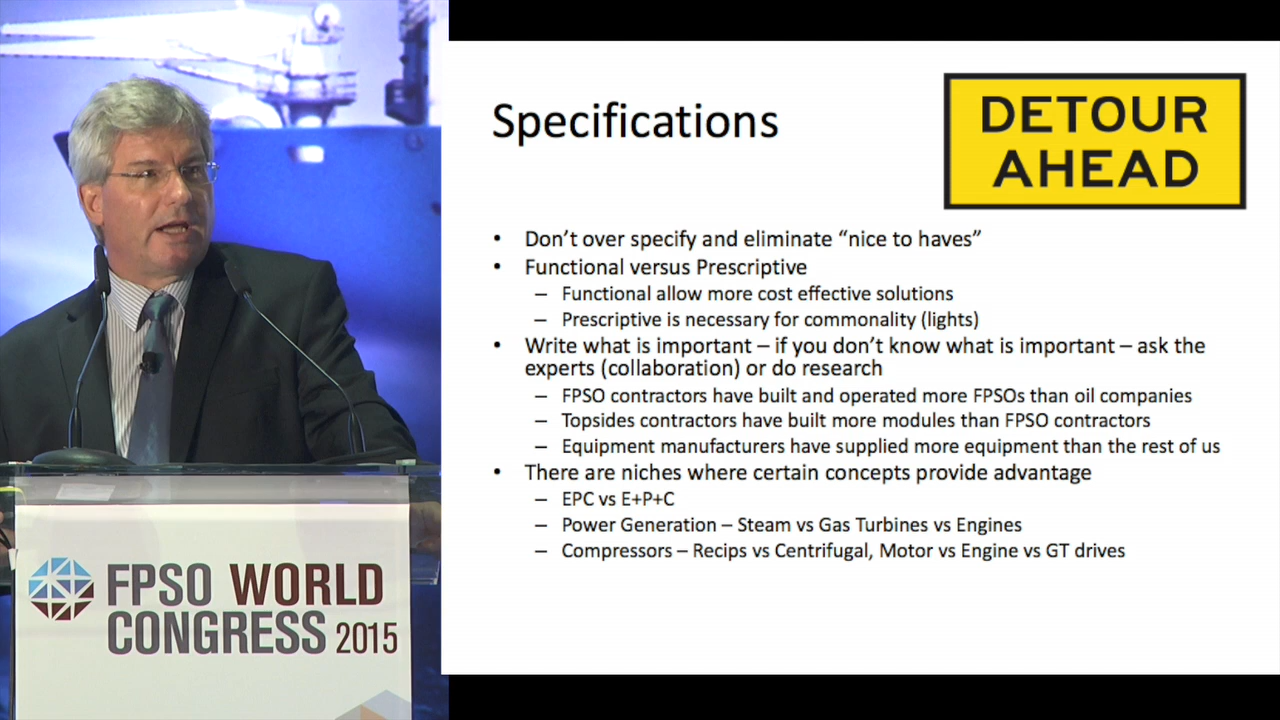 Specifications
DETOUR
AHEAD
• Don't over specify and eliminate “nice to haves”
• Functional versus Prescriptive
– Functional allow more cost effective solutions
– Prescriptive is necessary for commonality (lights)
• Write what is important – if you don't know what is important – ask the
experts (collaboration) or do research
– FPSO contractors have built and operated more FPSOs than oil companies
– Topsides contractors have built more modules than FPSO contractors
– Equipment manufacturers have supplied more equipment than the rest of us
• There are niches where certain concepts provide advantage
– EPC vs E+P+C
– Power Generation – Steam vs Gas Turbines vs Engines
– Compressors – Recips vs Centrifugal, Motor vs Engine vs GT drives
FPSO WORLD
CONGRESS 2015